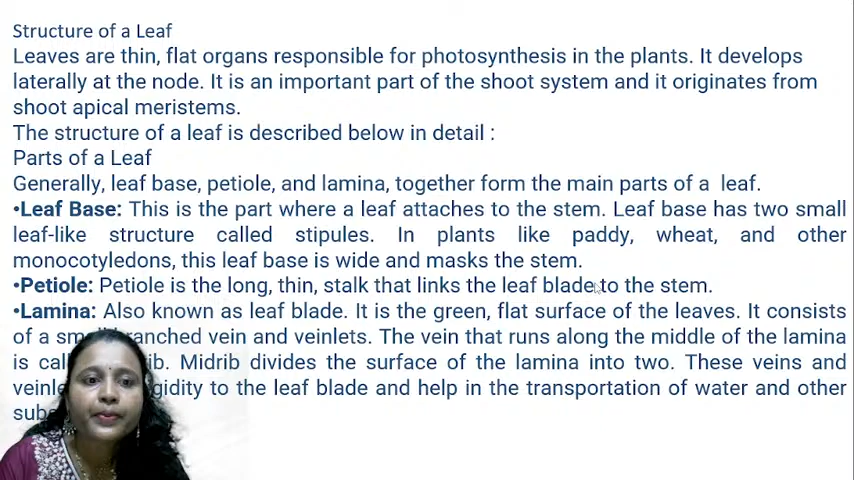 Structure of a Leaf
Leaves are thin, flat organs responsible for photosynthesis in the plants. It develops
laterally at the node. It is an important part of the shoot system and it originates from
shoot apical meristems.
The structure of a leaf is described below in detail :
Parts of a Leaf
Generally, leaf base, petiole, and lamina, together form the main parts of a leaf.
•Leaf Base: This is the part where a leaf attaches to the stem. Leaf base has two small
leaf-like structure called stipules. In plants like paddy, wheat, and other
monocotyledons, this leaf base is wide and masks the stem.
•Petiole: Petiole is the long, thin, stalk that links the leaf blade to the stem.
•Lamina: Also known as leaf blade. It is the green, flat surface of the leaves. It consists
of a branched vein and veinlets. The vein that runs along the middle of the lamina
is Midrib divides the surface of the lamina into two. These veins and
to the leaf blade and help in the transportation of water and other